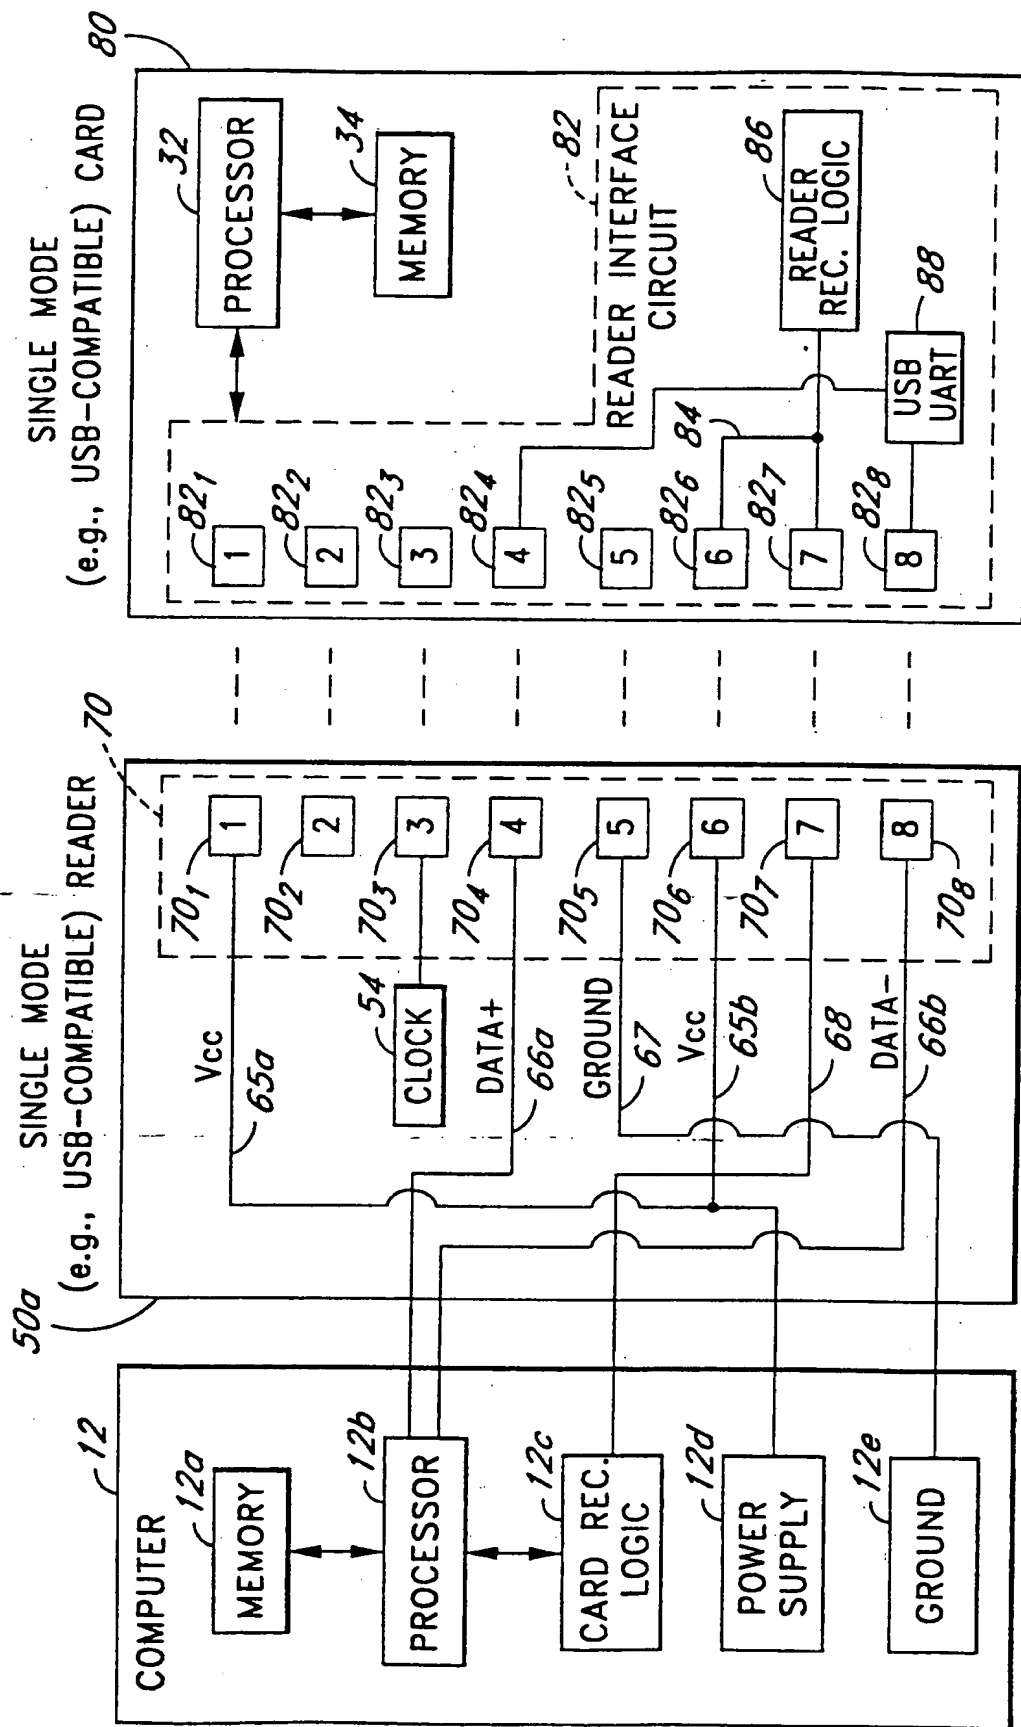 COMPUTER
12
12a
MEMORY
12b
PROCESSOR
12c
CARD REC.
LOGIC
12d
POWER
SUPPLY
12e
GROUND
SINGLE MODE
(e.g., USB-COMPATIBLE) READER
50a
70
Vcc
65a
54
CLOCK
DATA+
66a
GROUND
67
Vcc
65b
68
DATA-
66b
70₁
1
70₂
2
70₃
3
70₄
4
70₅
5
70₆
6
70₇
7
8
70₈
SINGLE MODE
(e.g., USB-COMPATIBLE) CARD
80
32
PROCESSOR
34
MEMORY
82
READER INTERFACE
CIRCUIT
82₁
1
82₂
2
82₃
3
82₄
4
82₅
5
82₆
6
82₇
7
82₈
8
84
86
READER
REC. LOGIC
88
USB
UART